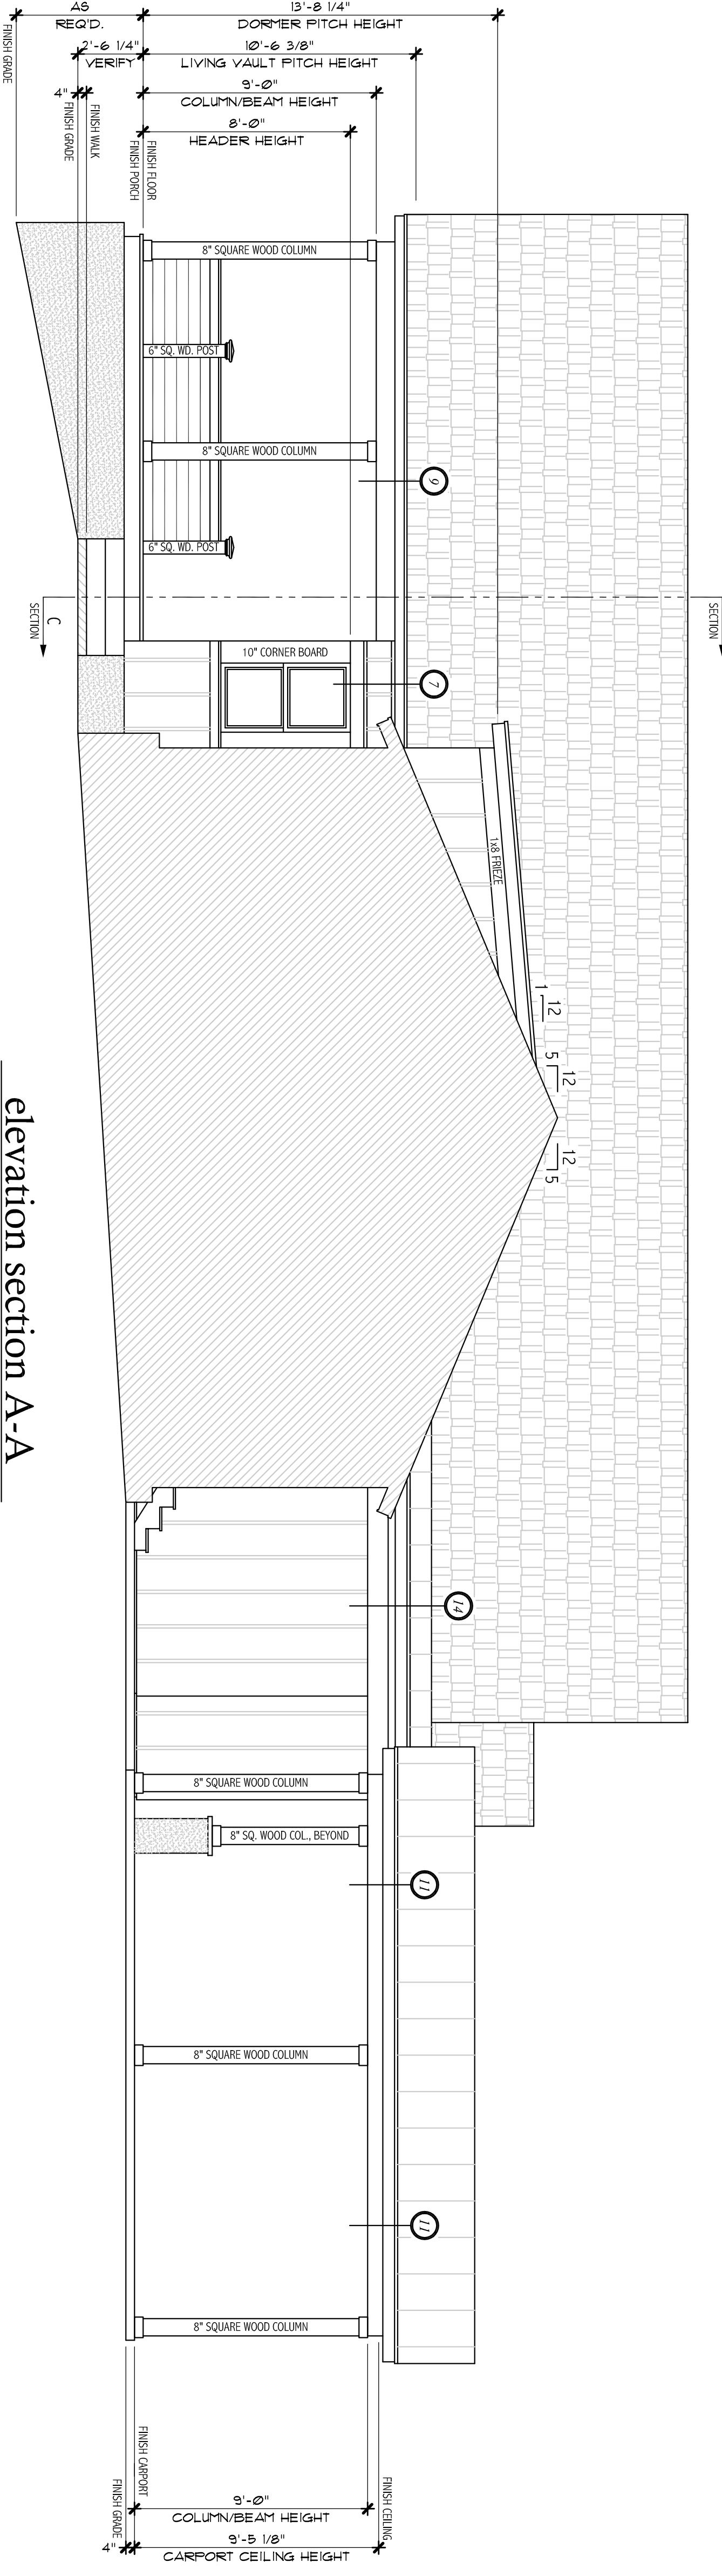 AS
REQ'D.
13'-8 1/4"
DORMER PITCH HEIGHT
2'-6 1/4"
VERIFY
10'-6 3/8"
LIVING VAULT PITCH HEIGHT
9'-0"
COLUMN/BEAM HEIGHT
8'-0"
HEADER HEIGHT
4"
FINISH GRADE
FINISH GRADE
FINISH WALK
FINISH PORCH
FINISH FLOOR
8" SQUARE WOOD COLUMN
6" SQ. WD. POST
8" SQUARE WOOD COLUMN
9
6" SQ. WD. POST
C
SECTION
SECTION
10" CORNER BOARD
7
1x8 FRIEZE
1
12
5
12
12
5
elevation section A-A
14
8" SQUARE WOOD COLUMN
8" SQ. WOOD COL., BEYOND
11
8" SQUARE WOOD COLUMN
11
8" SQUARE WOOD COLUMN
FINISH CARPORT
FINISH GRADE
FINISH CEILING
9'-0"
COLUMN/BEAM HEIGHT
4"
9'-5 1/8"
CARPORT CEILING HEIGHT